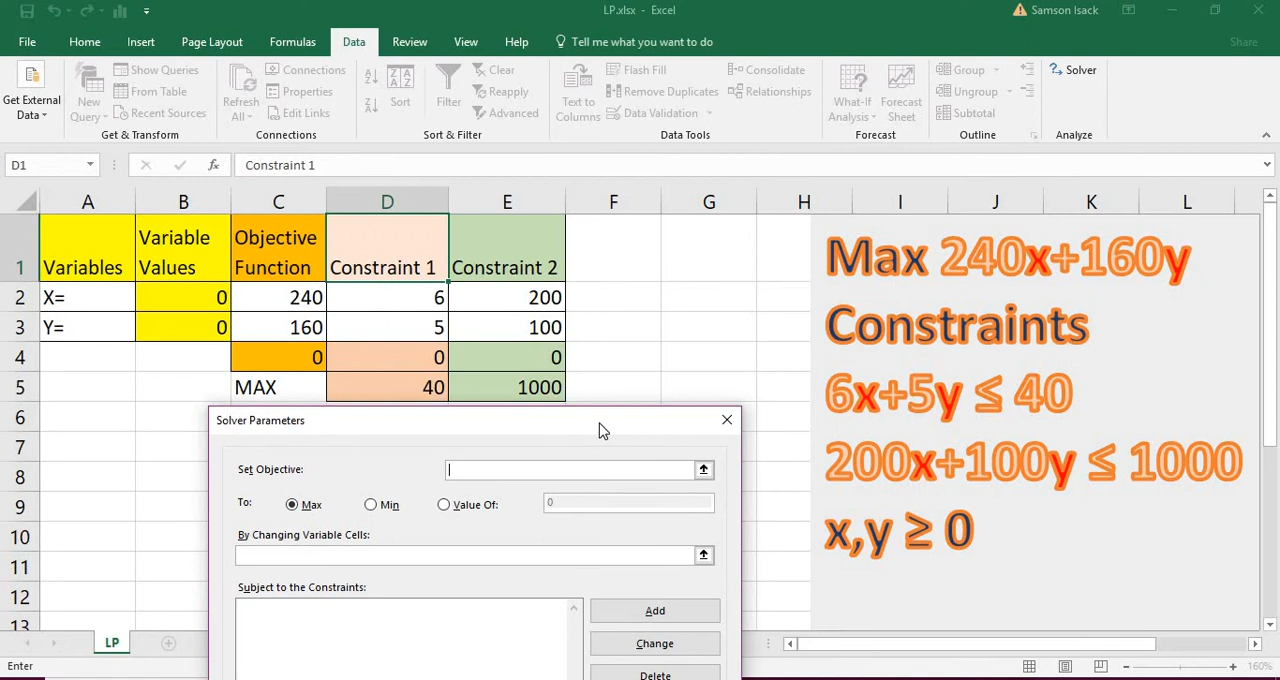 LP.xlsx - Excel
Samson Isack
File Home Insert Page Layout Formulas Data Review View Help Tell me what you want to do Share
Get External Data
New Query
Show Queries
From Table
Recent Sources
Get & Transform
Refresh All
Connections
Properties
Edit Links
Connections
Sort
Filter
Clear
Reapply
Advanced
Sort & Filter
Text to Columns
Flash Fill
Remove Duplicates
Data Validation
Consolidate
Relationships
Data Tools
What-If Analysis
Forecast Sheet
Forecast
Group
Ungroup
Subtotal
Outline
Solver
Analyze
D1 fx Constraint 1
A B C D E F G H I J K L
1 Variables Variable Values Objective Function Constraint 1 Constraint 2
2 X= 0 240 6 200
3 Y= 0 160 5 100
4 0 0 0
5 MAX 40 1000
6
7
8
9
10
11
12
13
Max 240x+160y
Constraints
6x+5y ≤ 40
200x+100y ≤ 1000
x,y ≥ 0
Solver Parameters
Set Objective:
To: Max Min Value Of: 0
By Changing Variable Cells:
Subject to the Constraints:
Add
Change
Delete
LP
Enter
160%